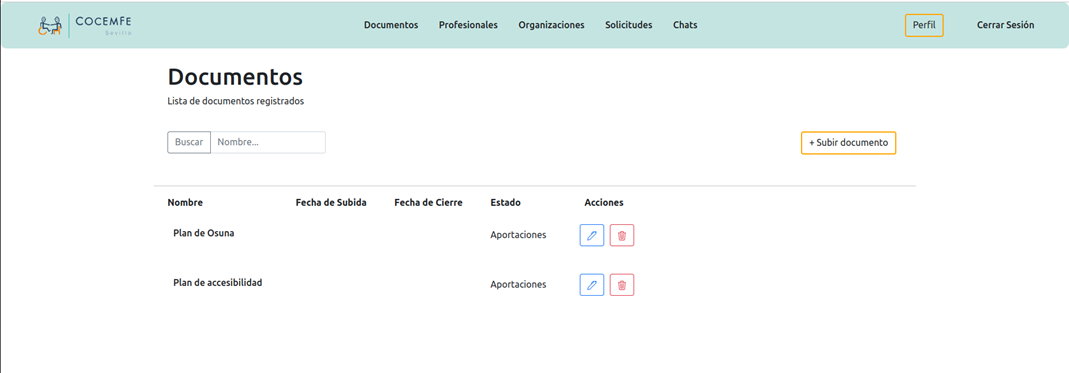 COCEMFE
Sevilla
Documentos Profesionales Organizaciones Solicitudes Chats Perfil Cerrar Sesión
Documentos
Lista de documentos registrados
Buscar Nombre... + Subir documento
Nombre Fecha de Subida Fecha de Cierre Estado Acciones
Plan de Osuna Aportaciones
Plan de accesibilidad Aportaciones